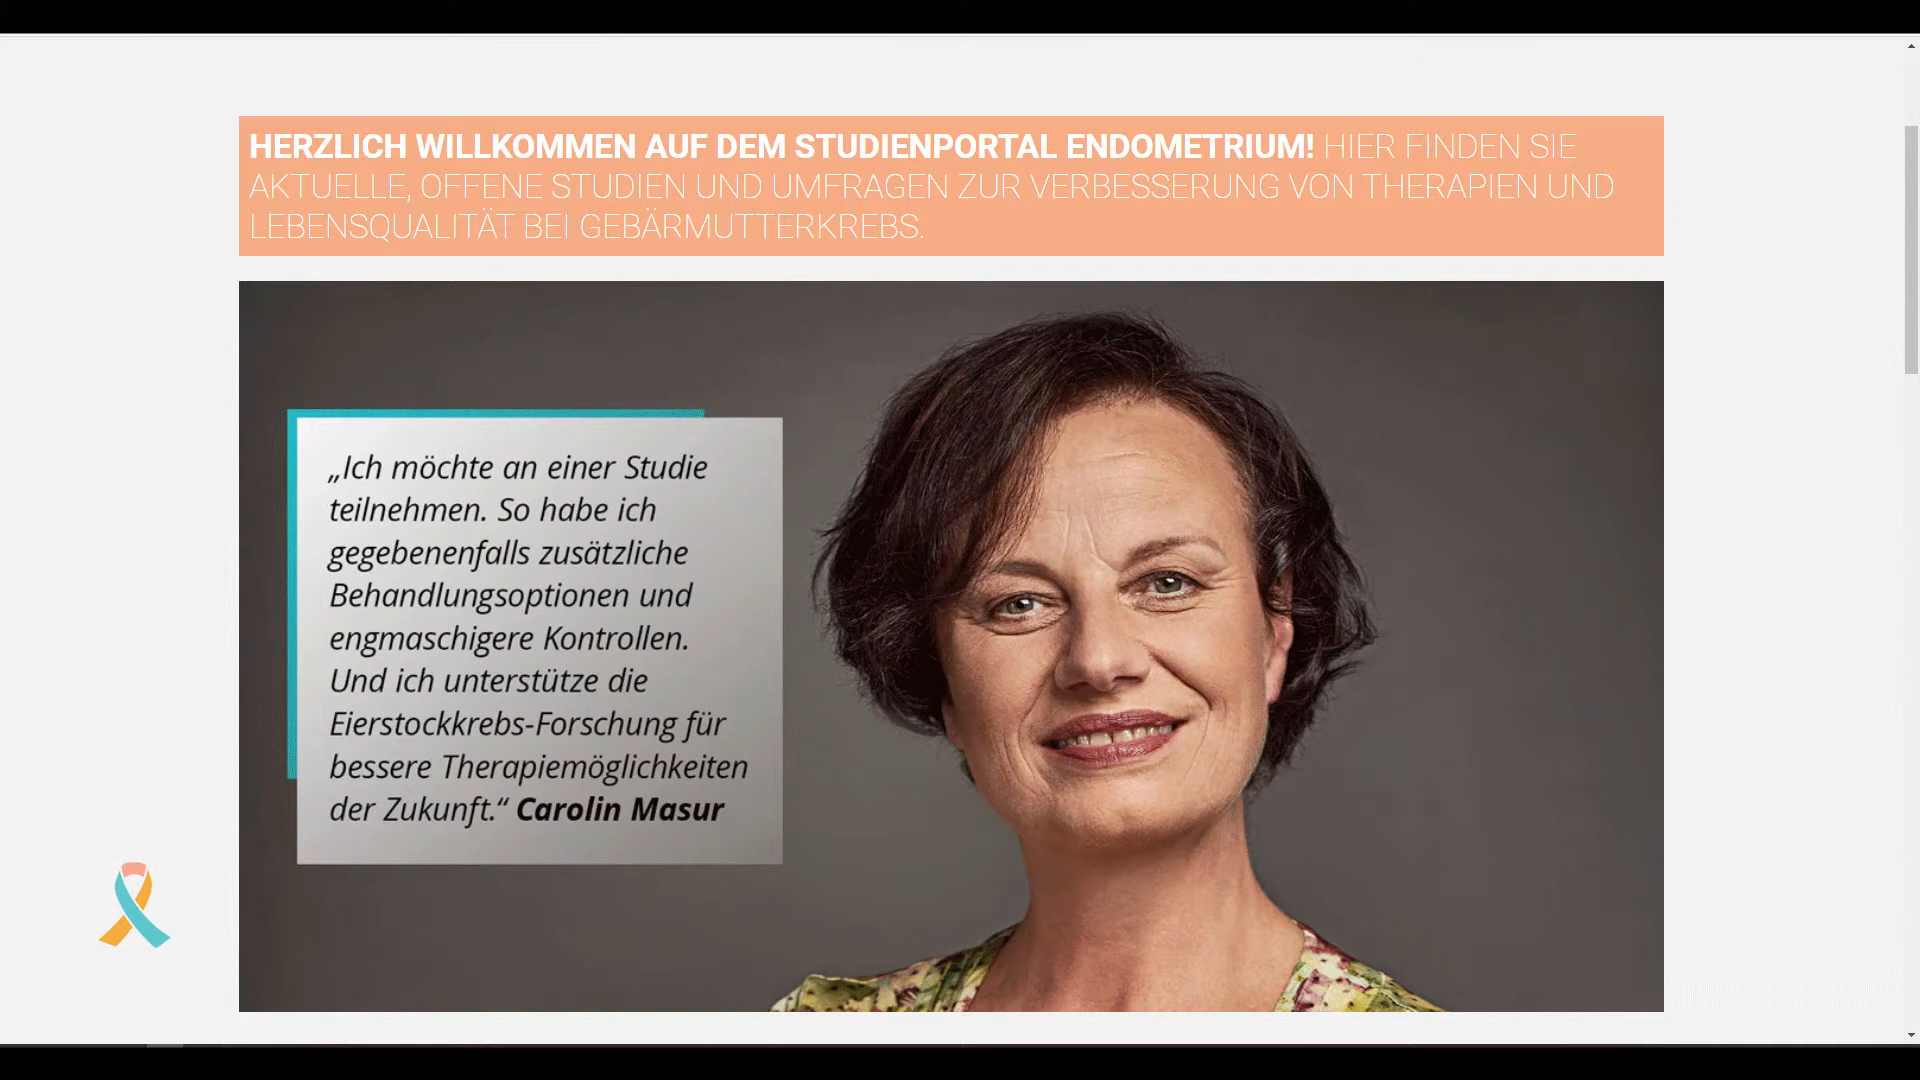 HERZLICH WILLKOMMEN AUF DEM STUDIENPORTAL ENDOMETRIUM! HIER FINDEN SIE
AKTUELLE, OFFENE STUDIEN UND UMFRAGEN ZUR VERBESSERUNG VON THERAPIEN UND
LEBENSQUALITÄT BEI GEBÄRMUTTERKREBS.
„Ich möchte an einer Studie
teilnehmen. So habe ich
gegebenenfalls zusätzliche
Behandlungsoptionen und
engmaschigere Kontrollen.
Und ich unterstütze die
Eierstockkrebs-Forschung für
bessere Therapiemöglichkeiten
der Zukunft.“ Carolin Masur